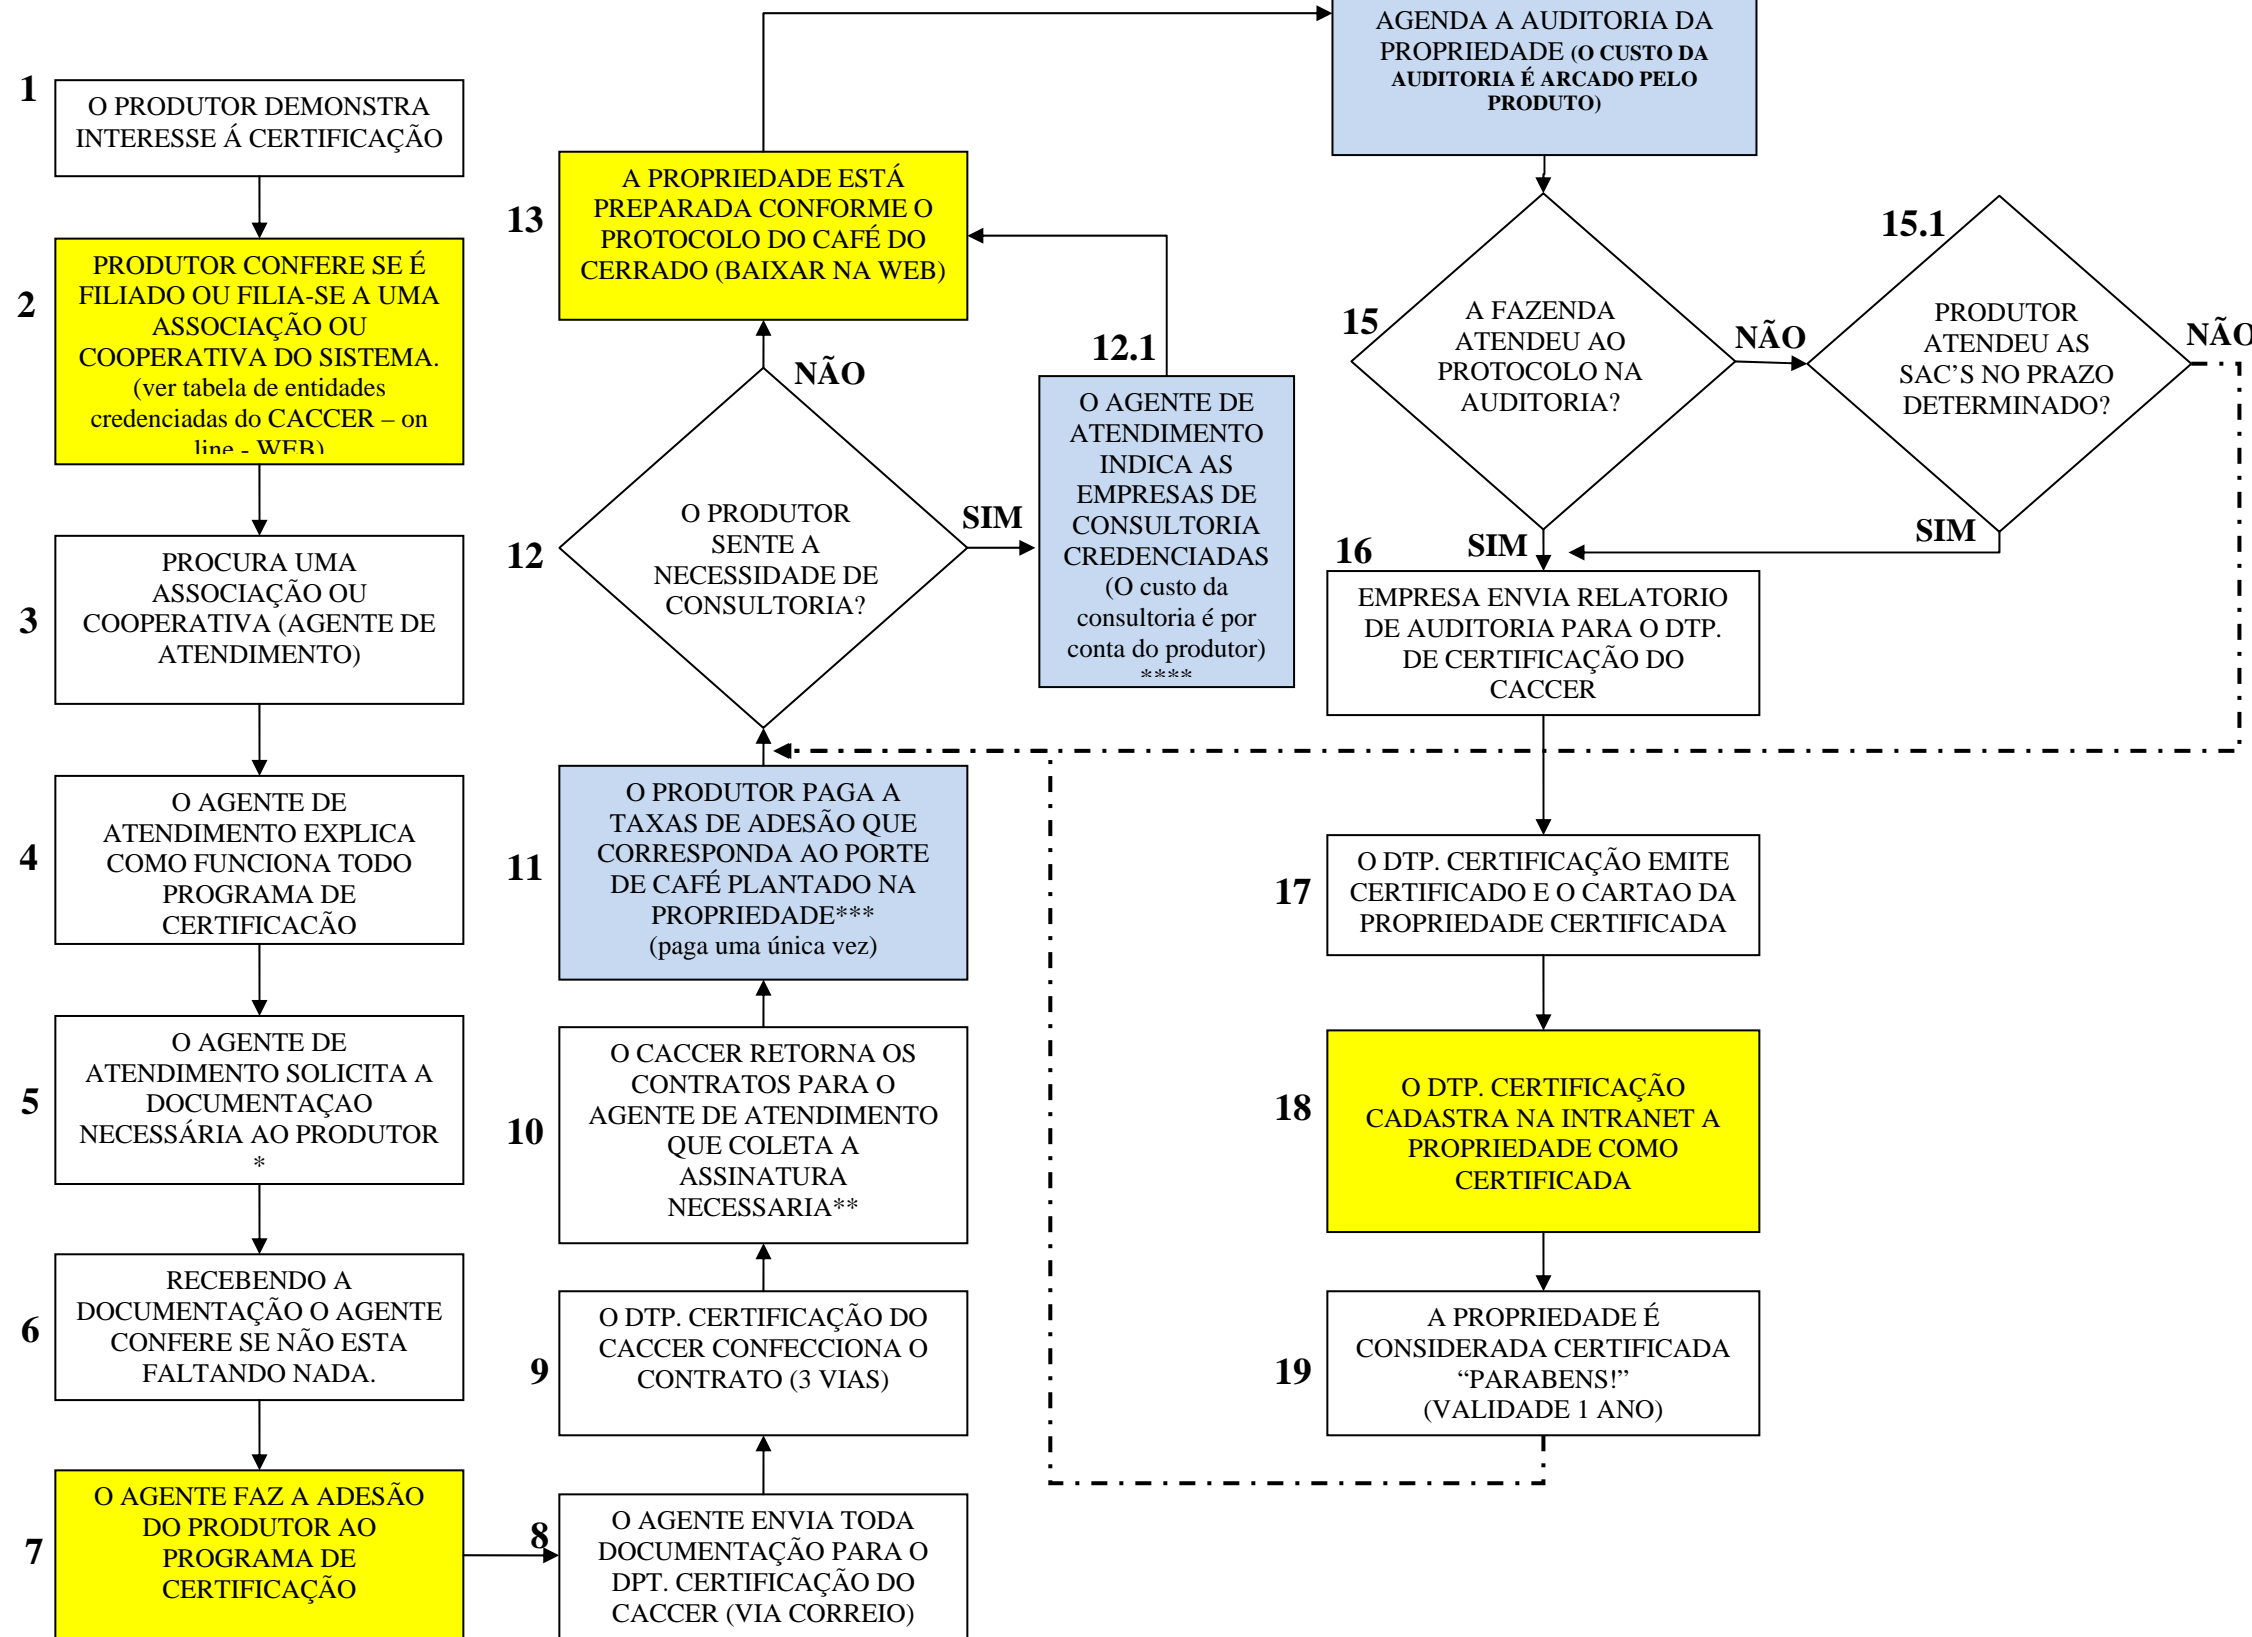 1
O PRODUTOR DEMONSTRA
INTERESSE Á CERTIFICAÇÃO
2
PRODUTOR CONFERE SE É
FILIADO OU FILIA-SE A UMA
ASSOCIAÇÃO OU
COOPERATIVA DO SISTEMA.
(ver tabela de entidades
credenciadas do CACCER – on
line - WEB)
3
PROCURA UMA
ASSOCIAÇÃO OU
COOPERATIVA (AGENTE DE
ATENDIMENTO)
4
O AGENTE DE
ATENDIMENTO EXPLICA
COMO FUNCIONA TODO
PROGRAMA DE
CERTIFICACÃO
5
O AGENTE DE
ATENDIMENTO SOLICITA A
DOCUMENTAÇAO
NECESSÁRIA AO PRODUTOR
*
6
RECEBENDO A
DOCUMENTAÇÃO O AGENTE
CONFERE SE NÃO ESTA
FALTANDO NADA.
7
O AGENTE FAZ A ADESÃO
DO PRODUTOR AO
PROGRAMA DE
CERTIFICAÇÃO
8
O AGENTE ENVIA TODA
DOCUMENTAÇÃO PARA O
DPT. CERTIFICAÇÃO DO
CACCER (VIA CORREIO)
9
O DTP. CERTIFICAÇÃO DO
CACCER CONFECCIONA O
CONTRATO (3 VIAS)
10
O CACCER RETORNA OS
CONTRATOS PARA O
AGENTE DE ATENDIMENTO
QUE COLETA A
ASSINATURA
NECESSARIA**
11
O PRODUTOR PAGA A
TAXAS DE ADESÃO QUE
CORRESPONDA AO PORTE
DE CAFÉ PLANTADO NA
PROPRIEDADE***
(paga uma única vez)
12
O PRODUTOR
SENTE A
NECESSIDADE DE
CONSULTORIA?
NÃO
SIM
12.1
O AGENTE DE
ATENDIMENTO
INDICA AS
EMPRESAS DE
CONSULTORIA
CREDENCIADAS
(O custo da
consultoria é por
conta do produtor)
****
13
A PROPRIEDADE ESTÁ
PREPARADA CONFORME O
PROTOCOLO DO CAFÉ DO
CERRADO (BAIXAR NA WEB)
AGENDA A AUDITORIA DA
PROPRIEDADE (O CUSTO DA
AUDITORIA É ARCADO PELO
PRODUTO)
15
A FAZENDA
ATENDEU AO
PROTOCOLO NA
AUDITORIA?
NÃO
SIM
15.1
PRODUTOR
ATENDEU AS
SAC’S NO PRAZO
DETERMINADO?
NÃO
SIM
16
EMPRESA ENVIA RELATORIO
DE AUDITORIA PARA O DTP.
DE CERTIFICAÇÃO DO
CACCER
17
O DTP. CERTIFICAÇÃO EMITE
CERTIFICADO E O CARTAO DA
PROPRIEDADE CERTIFICADA
18
O DTP. CERTIFICAÇÃO
CADASTRA NA INTRANET A
PROPRIEDADE COMO
CERTIFICADA
19
A PROPRIEDADE É
CONSIDERADA CERTIFICADA
“PARABENS!”
(VALIDADE 1 ANO)